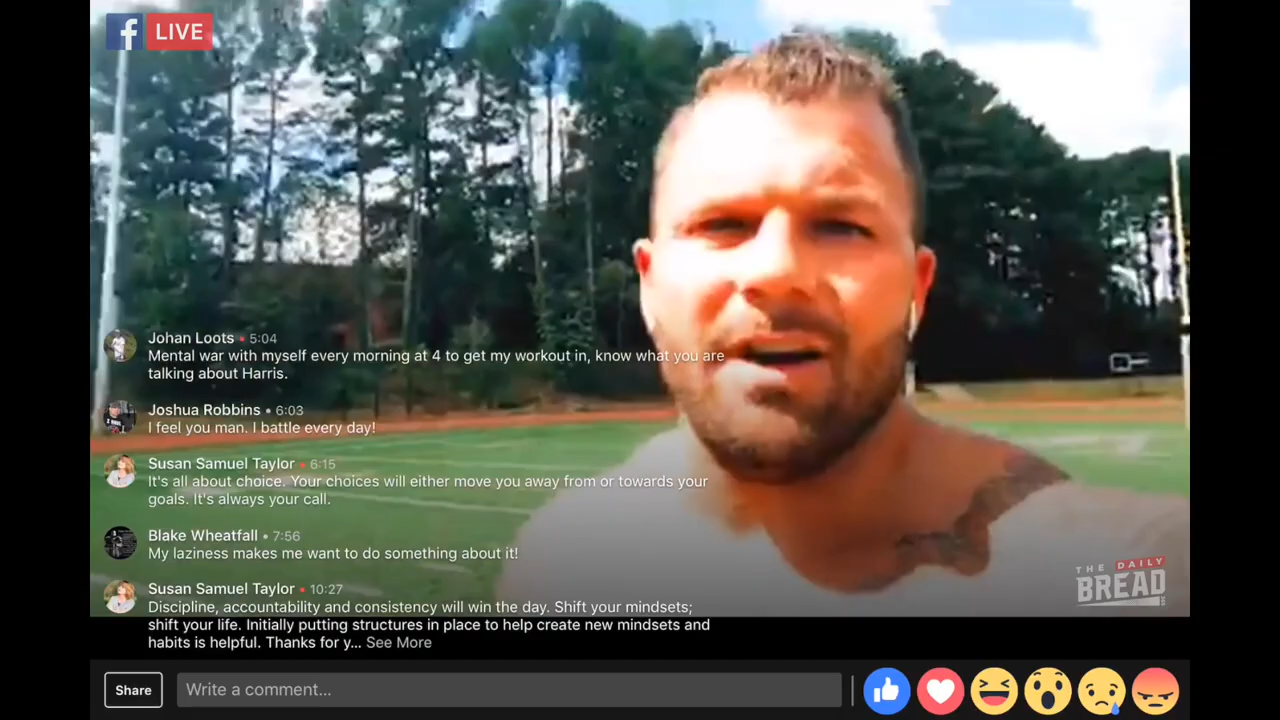 f LIVE
Johan Loots • 5:04
Mental war with myself every morning at 4 to get my workout in, know what you are
talking about Harris.
Joshua Robbins • 6:03
I feel you man. I battle every day!
Susan Samuel Taylor • 6:15
It's all about choice. Your choices will either move you away from or towards your
goals. It's always your call.
Blake Wheatfall • 7:56
My laziness makes me want to do something about it!
Susan Samuel Taylor • 10:27
Discipline, accountability and consistency will win the day. Shift your mindsets;
shift your life. Initially putting structures in place to help create new mindsets and
habits is helpful. Thanks for y... See More
THE DAILY
BREAD
Share
Write a comment...